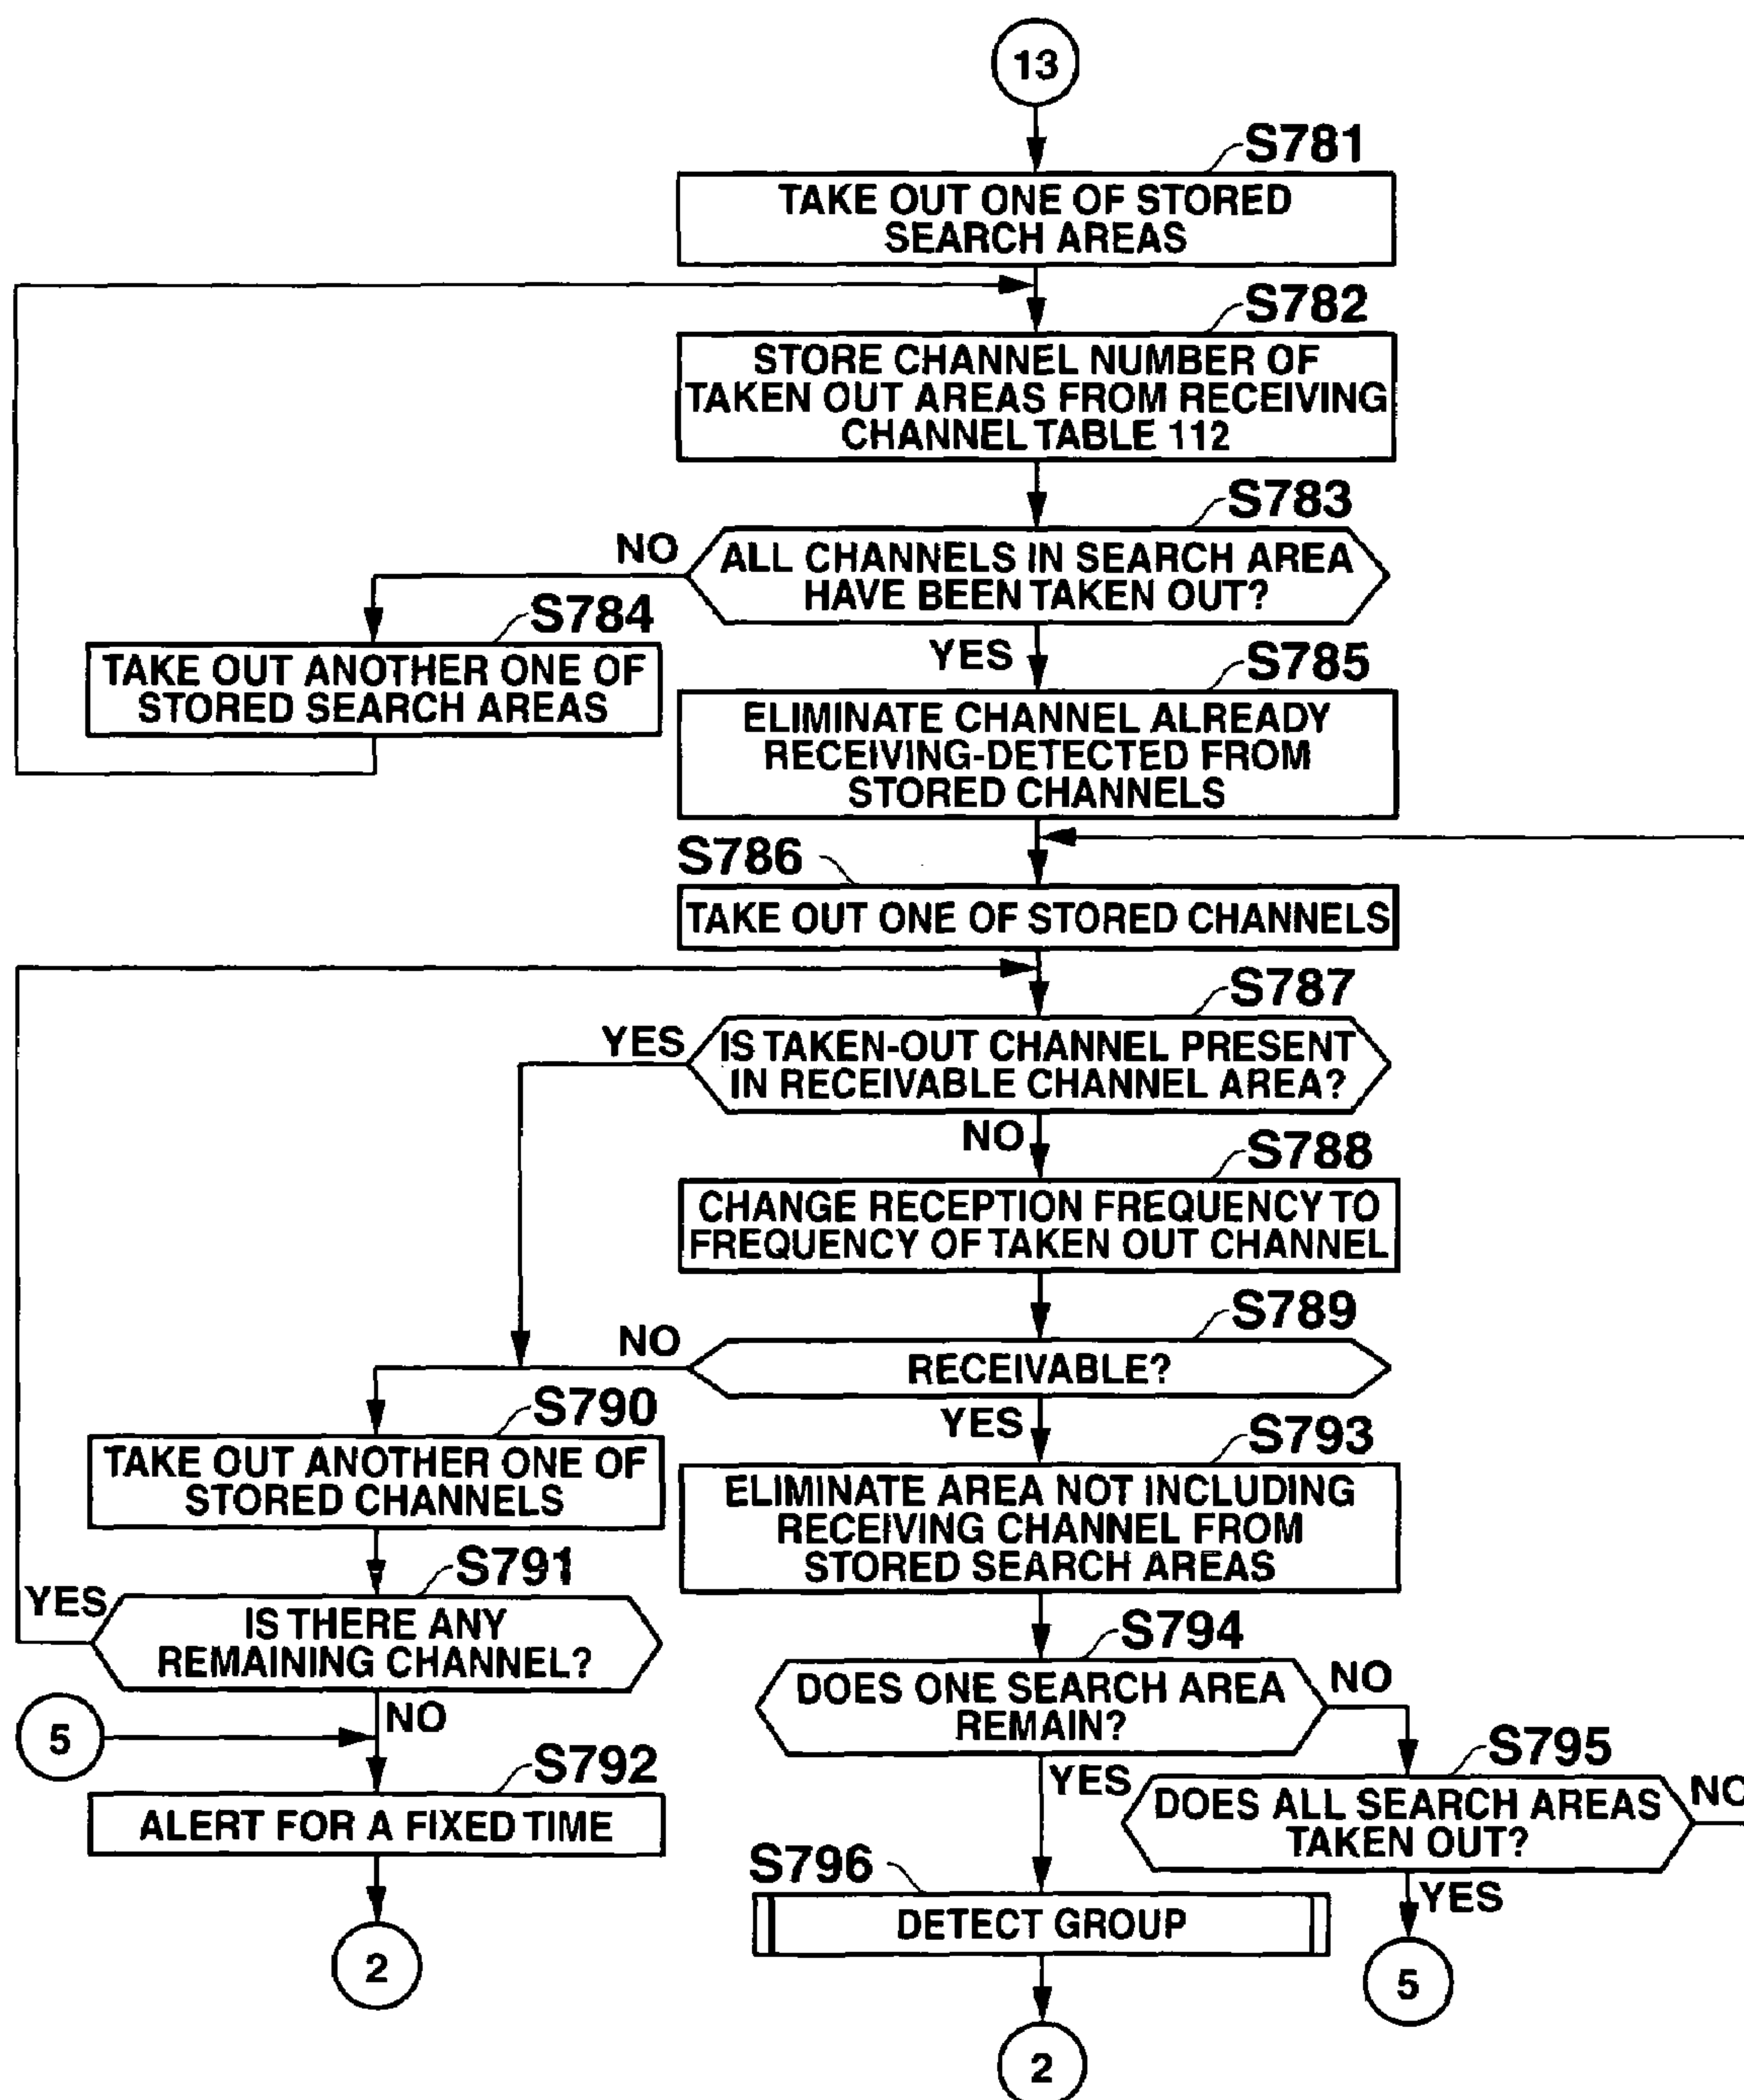 13
S781
TAKE OUT ONE OF STORED
SEARCH AREAS
S782
STORE CHANNEL NUMBER OF
TAKEN OUT AREAS FROM RECEIVING
CHANNEL TABLE 112
S783
NO
ALL CHANNELS IN SEARCH AREA
HAVE BEEN TAKEN OUT?
S784
TAKE OUT ANOTHER ONE OF
STORED SEARCH AREAS
YES
S785
ELIMINATE CHANNEL ALREADY
RECEIVING-DETECTED FROM
STORED CHANNELS
S786
TAKE OUT ONE OF STORED CHANNELS
S787
YES
IS TAKEN-OUT CHANNEL PRESENT
IN RECEIVABLE CHANNEL AREA?
NO
S788
CHANGE RECEPTION FREQUENCY TO
FREQUENCY OF TAKEN OUT CHANNEL
S789
NO
RECEIVABLE?
S790
TAKE OUT ANOTHER ONE OF
STORED CHANNELS
YES
S793
ELIMINATE AREA NOT INCLUDING
RECEIVING CHANNEL FROM
STORED SEARCH AREAS
S791
YES
IS THERE ANY
REMAINING CHANNEL?
NO
5
S792
ALERT FOR A FIXED TIME
2
S794
DOES ONE SEARCH AREA
REMAIN?
NO
YES
S795
DOES ALL SEARCH AREAS
TAKEN OUT?
NO
YES
5
S796
DETECT GROUP
2